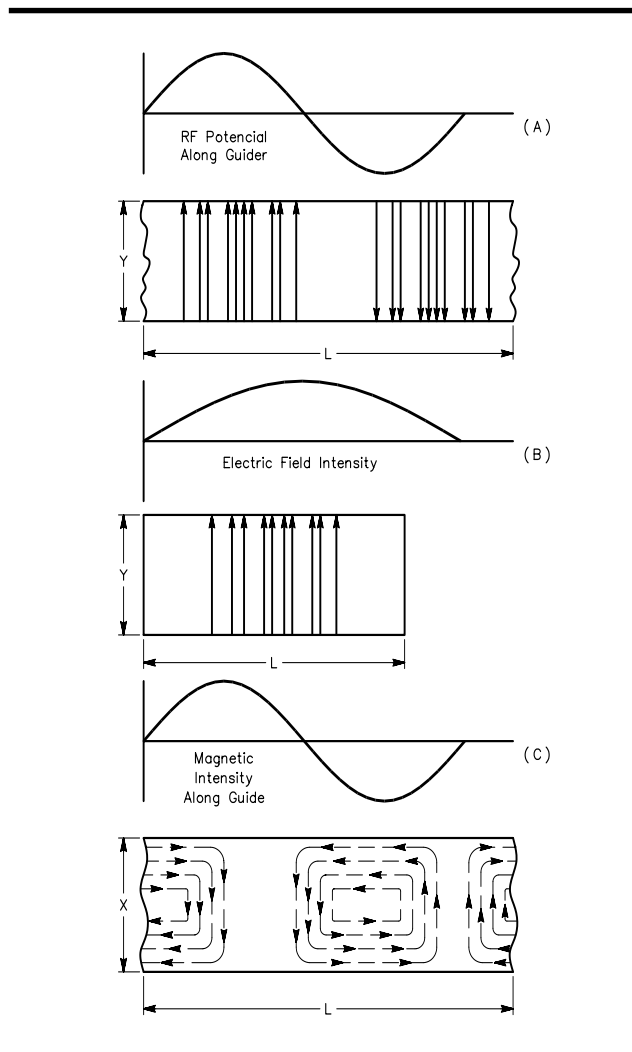 RF Potencial
Along Guider
(A)
Y
L
Electric Field Intensity
(B)
Y
L
Magnetic
Intensity
Along Guide
(C)
X
L